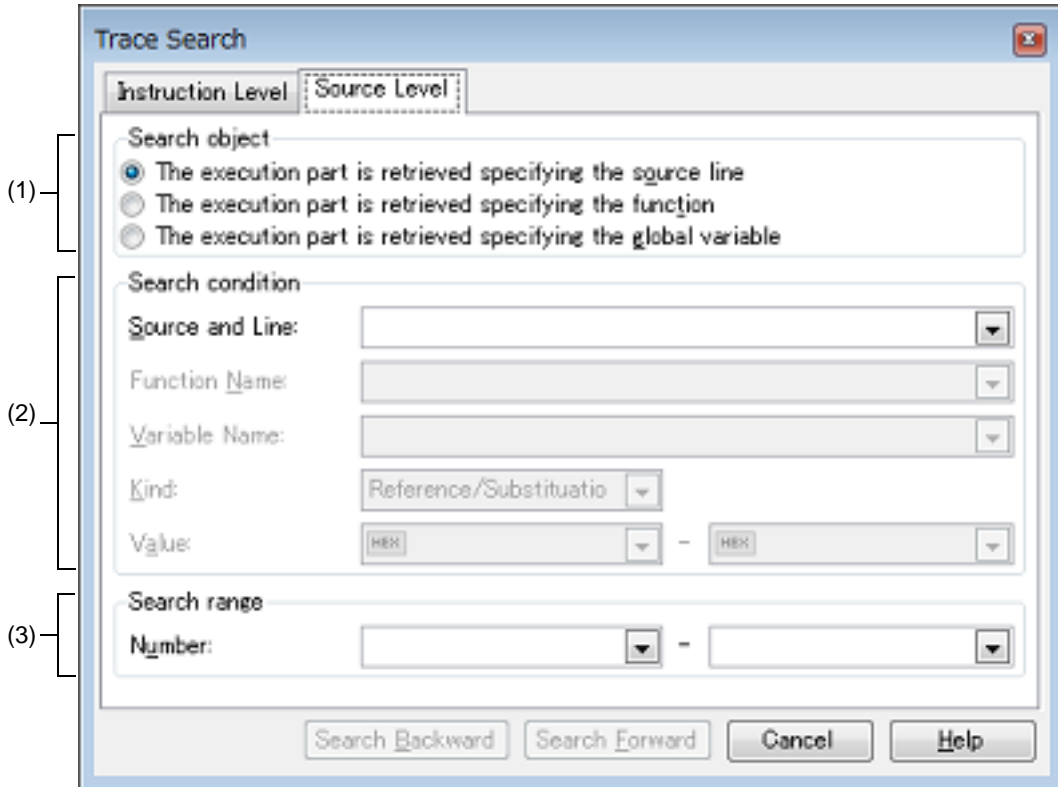 Trace Search
Instruction Level Source Level
(1)
Search object
The execution part is retrieved specifying the source line
The execution part is retrieved specifying the function
The execution part is retrieved specifying the global variable
(2)
Search condition
Source and Line:
Function Name:
Variable Name:
Kind: Reference/Substituatio
Value: HEX - HEX
(3)
Search range
Number: -
Search Backward Search Forward Cancel Help